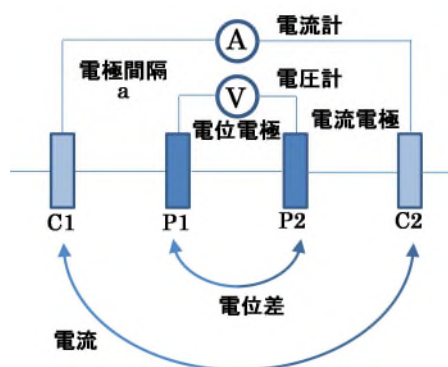 A 電流計
電極間隔
a
V 電圧計
電位電極
電流電極
C1 P1 P2 C2
電位差
電流